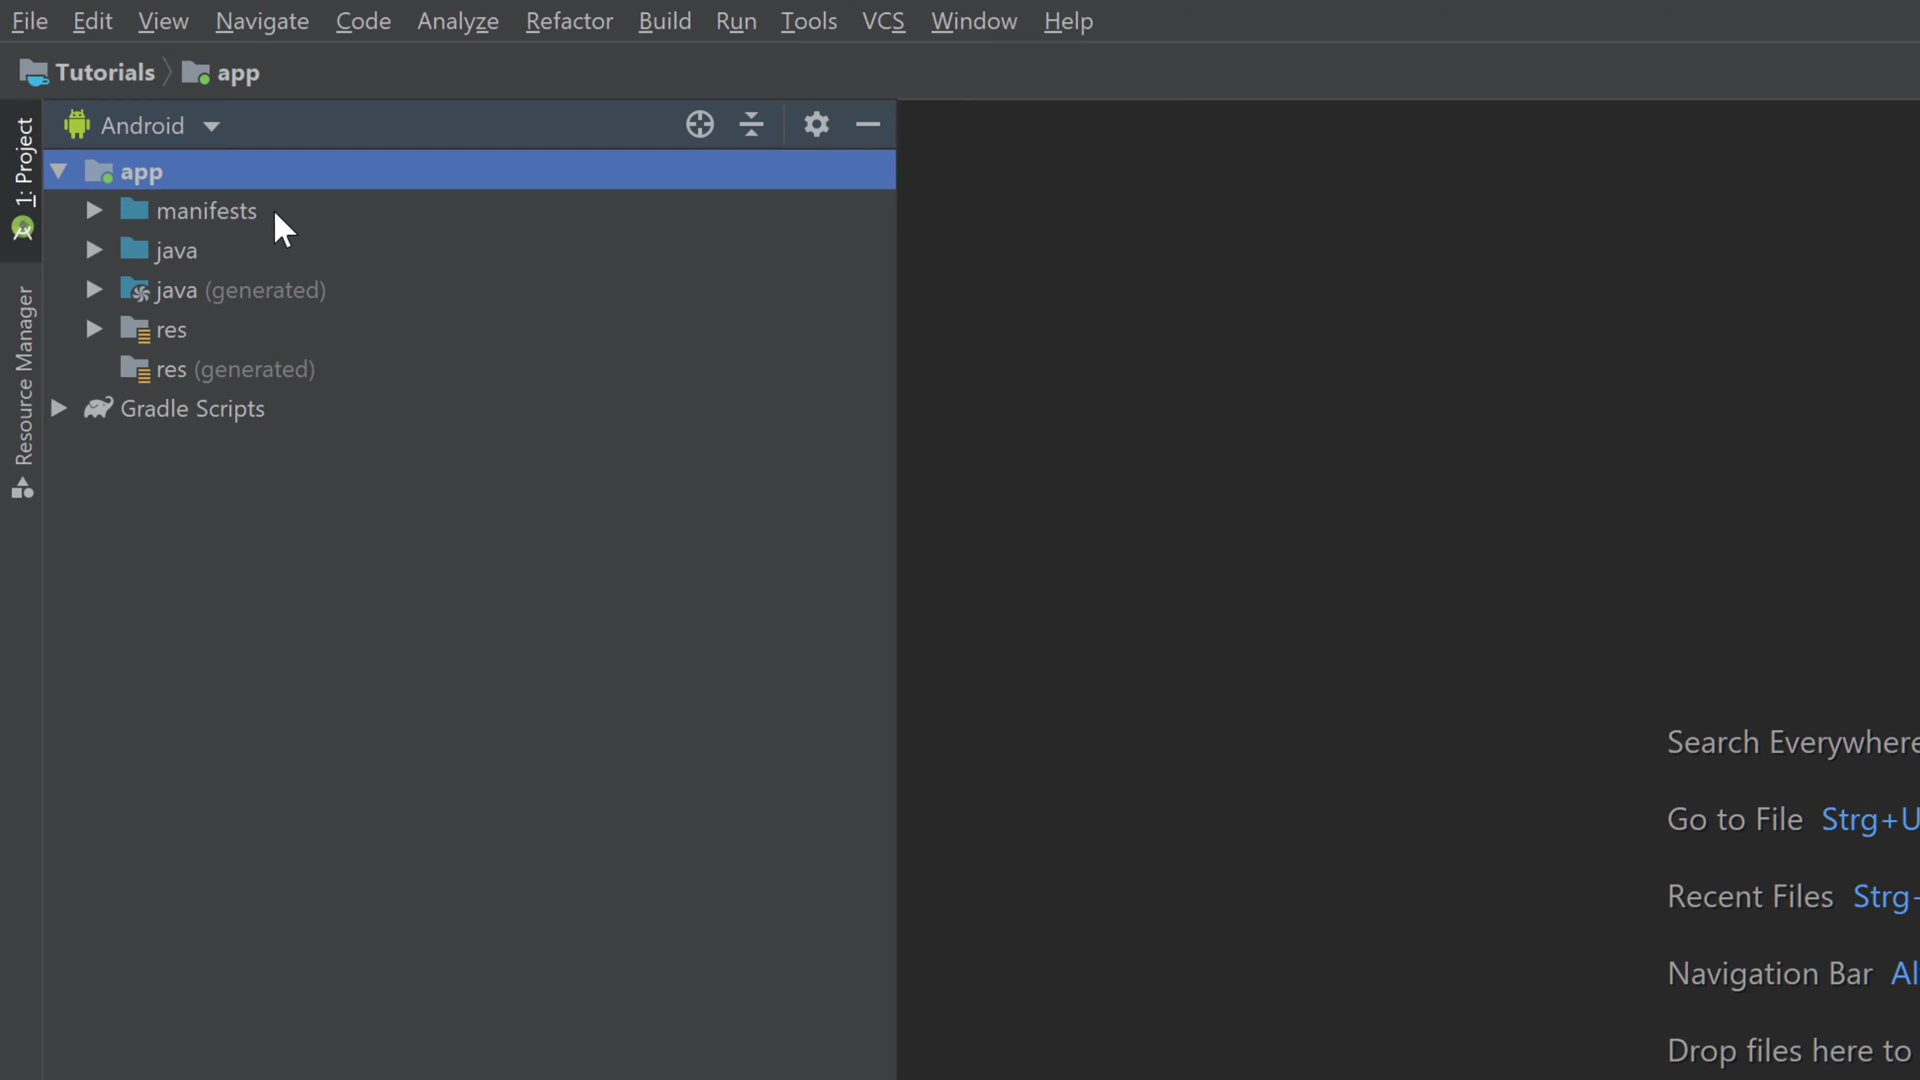 File Edit View Navigate Code Analyze Refactor Build Run Tools VCS Window Help
Tutorials app
Android
1: Project
app
manifests
java
java (generated)
res
res (generated)
Gradle Scripts
Resource Manager
Search Everywhere
Go to File Strg+U
Recent Files Strg+
Navigation Bar Al
Drop files here to